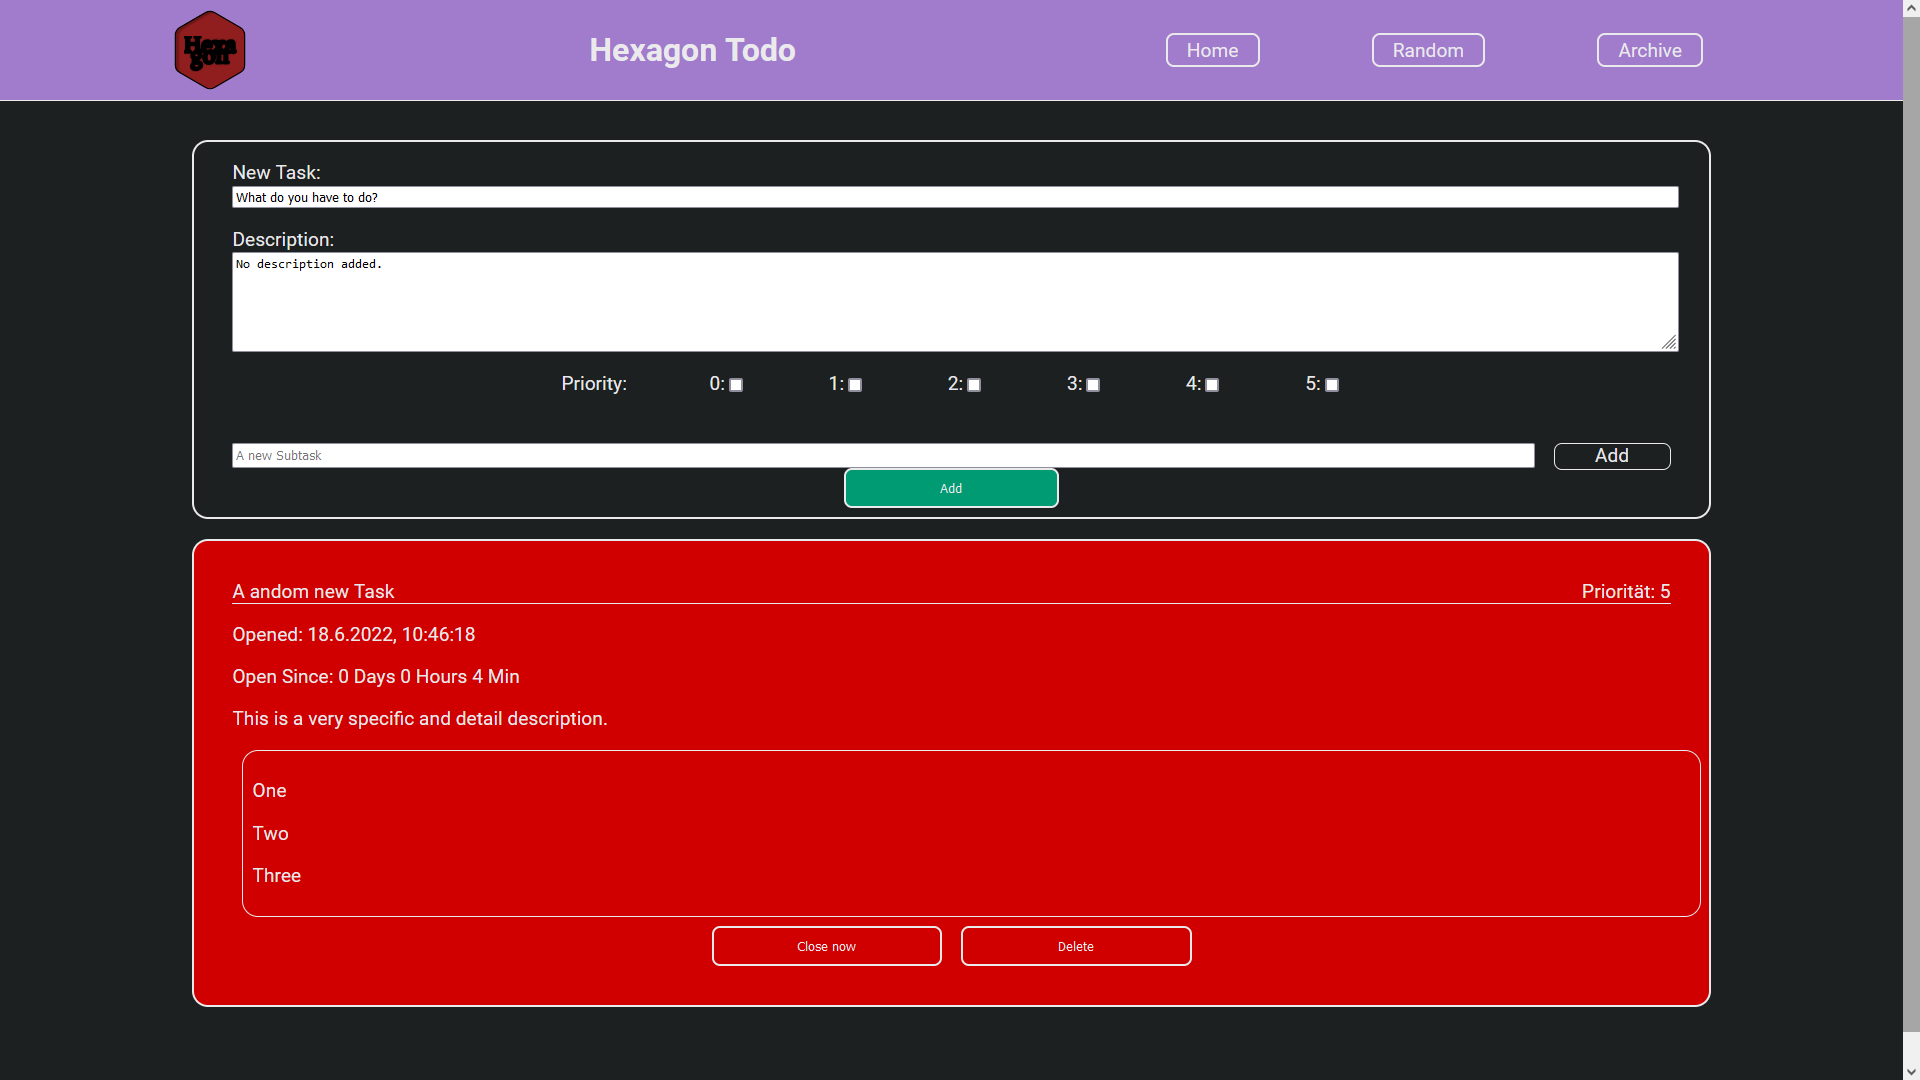 Hexa
gon
Hexagon Todo
Home
Random
Archive
New Task:
What do you have to do?
Description:
No description added.
Priority: 0: 1: 2: 3: 4: 5:
A new Subtask
Add
Add
A andom new Task
Priorität: 5
Opened: 18.6.2022, 10:46:18
Open Since: 0 Days 0 Hours 4 Min
This is a very specific and detail description.
One
Two
Three
Close now
Delete